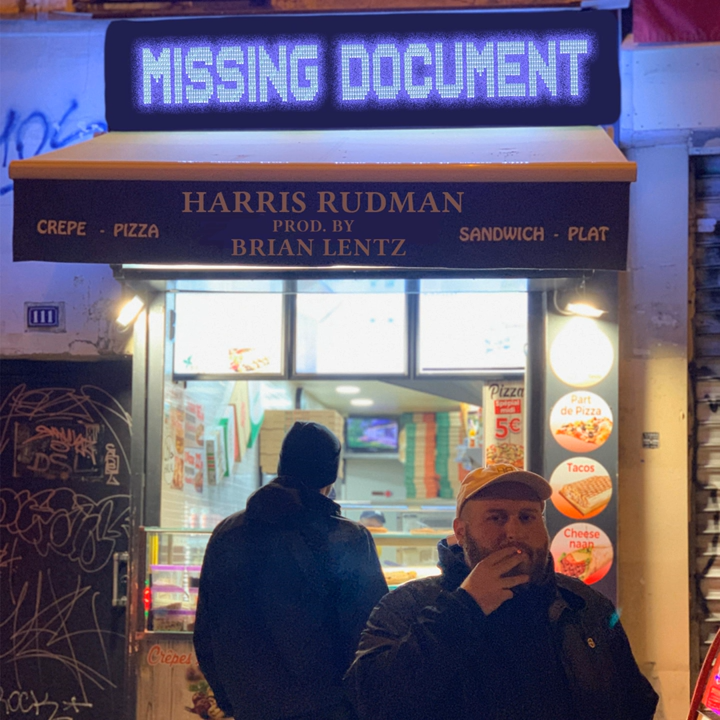 MISSING DOCUMENT
HARRIS RUDMAN
PROD. BY
BRIAN LENTZ
CREPE - PIZZA
SANDWICH - PLAT
111
Pizza
5€
Part
de Pizza
Tacos
Cheese
naan
Crepes